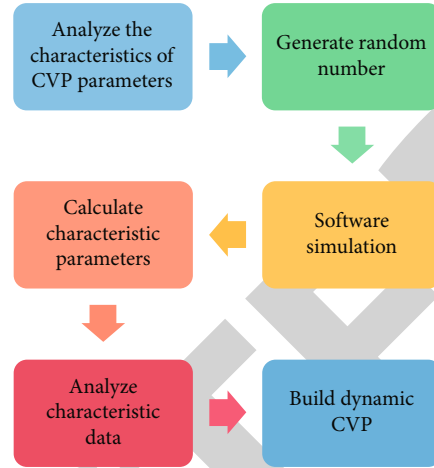 Analyze the
characteristics of
CVP parameters
Generate random
number
Software
simulation
Calculate
characteristic
parameters
Analyze
characteristic
data
Build dynamic
CVP